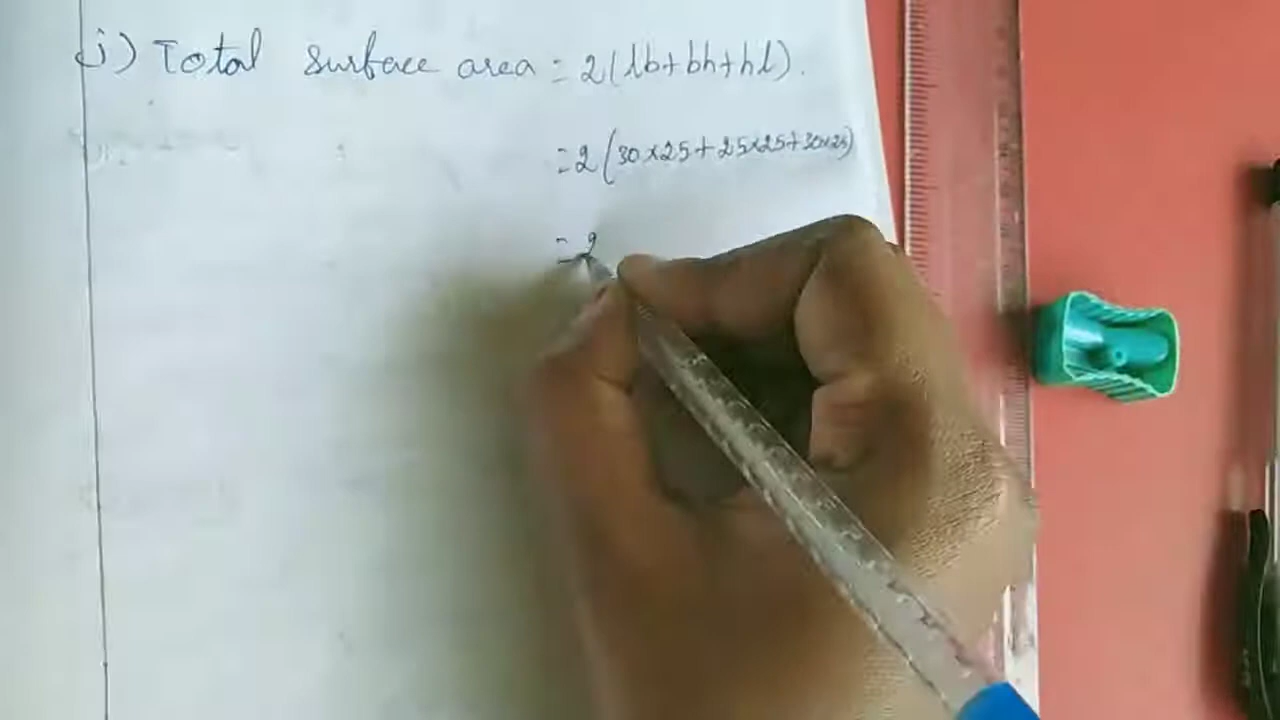 i) Total surface area = 2(lb+bh+hl).
= 2(30×25+25×25+30×25)
= 2